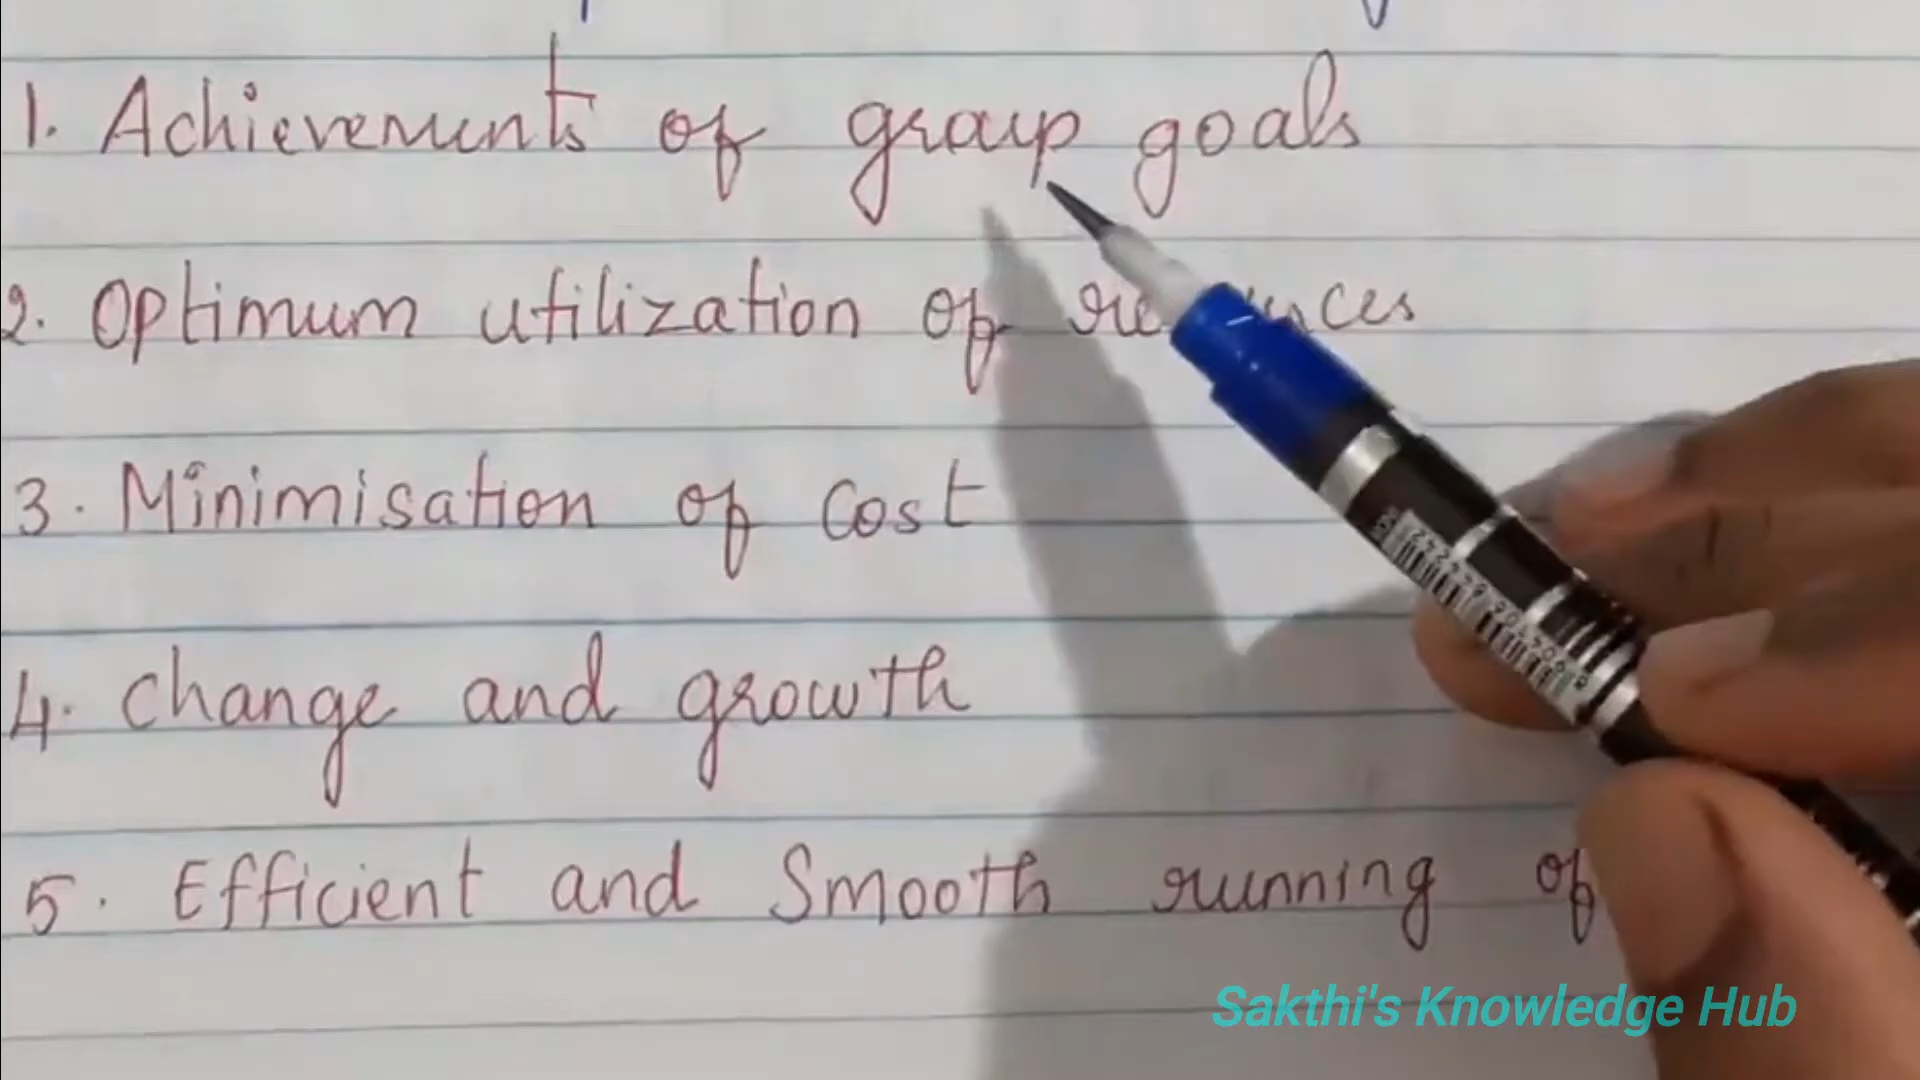 1. Achievements of group goals
2. Optimum utilization of
3. Minimisation of cost
4. change and growth
5. Efficient and Smooth running of
Sakthi's Knowledge Hub